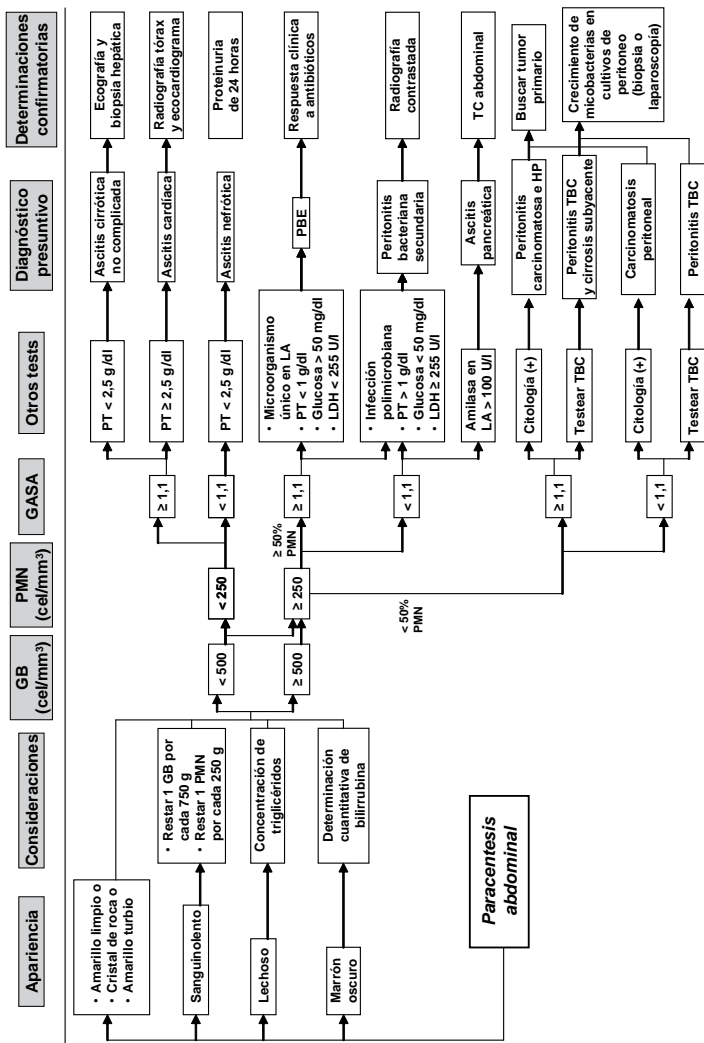 Apariencia
Consideraciones
GB
(cel/mm³)
PMN
(cel/mm³)
GASA
Otros tests
Diagnóstico
presuntivo
Determinaciones
confirmatorias
• Amarillo limpio o
• Cristal de roca o
• Amarillo turbio
Sanguinolento
Lechoso
Marrón
oscuro
Paracentesis
abdominal
• Restar 1 GB por
cada 750 g
• Restar 1 PMN
por cada 250 g
Concentración de
triglicéridos
Determinación
cuantitativa de
bilirrubina
< 500
≥ 500
< 250
≥ 250
≥ 50%
PMN
< 50%
PMN
≥ 1,1
< 1,1
≥ 1,1
< 1,1
≥ 1,1
< 1,1
PT < 2,5 g/dl
PT ≥ 2,5 g/dl
PT < 2,5 g/dl
• Microorganismo
único en LA
• PT < 1 g/dl
• Glucosa > 50 mg/dl
• LDH < 255 U/l
• Infección
polimicrobiana
• PT > 1 g/dl
• Glucosa < 50 mg/dl
• LDH ≥ 255 U/l
Amilasa en
LA > 100 U/l
Citología (+)
Testear TBC
Citología (+)
Testear TBC
Ascitis cirrótica
no complicada
Ascitis cardíaca
Ascitis nefrótica
PBE
Peritonitis
bacteriana
secundaria
Ascitis
pancreática
Peritonitis
carcinomatosa e HP
Peritonitis TBC
y cirrosis subyacente
Carcinomatosis
peritoneal
Peritonitis TBC
Ecografía y
biopsia hepática
Radiografía tórax
y ecocardiograma
Proteinuria
de 24 horas
Respuesta clínica
a antibióticos
Radiografía
contrastada
TC abdominal
Buscar tumor
primario
Crecimiento de
micobacterias en
cultivos de
peritoneo
(biopsia o
laparoscopía)